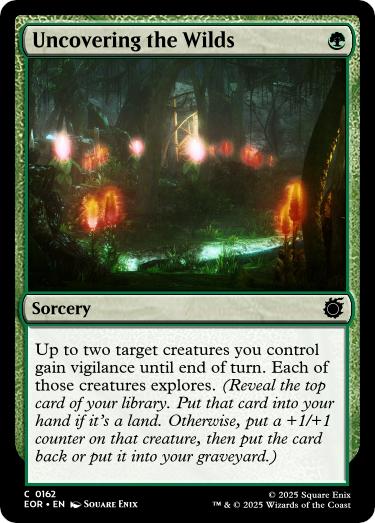 Uncovering the Wilds
Sorcery
Up to two target creatures you control
gain vigilance until end of turn. Each of
those creatures explores. (Reveal the top
card of your library. Put that card into your
hand if it's a land. Otherwise, put a +1/+1
counter on that creature, then put the card
back or put it into your graveyard.)
C 0162
EOR • EN Square Enix
© 2025 Square Enix
™ & © 2025 Wizards of the Coast